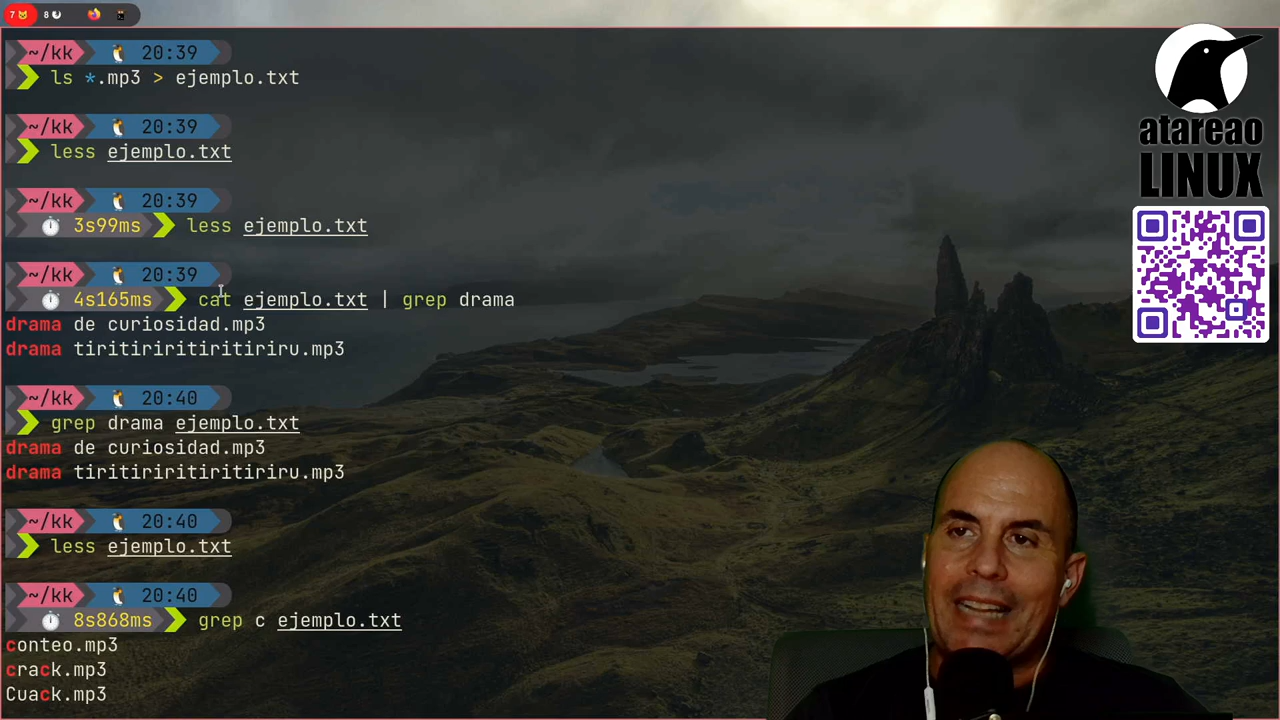 7 8
~/kk 20:39
ls *.mp3 > ejemplo.txt
~/kk 20:39
less ejemplo.txt
~/kk 20:39
3s99ms less ejemplo.txt
~/kk 20:39
4s165ms cat ejemplo.txt | grep drama
drama de curiosidad.mp3
drama tiritiriritiritiriru.mp3
~/kk 20:40
grep drama ejemplo.txt
drama de curiosidad.mp3
drama tiritiriritiritiriru.mp3
~/kk 20:40
less ejemplo.txt
~/kk 20:40
8s868ms grep c ejemplo.txt
conteo.mp3
crack.mp3
Cuack.mp3
atareao
LINUX